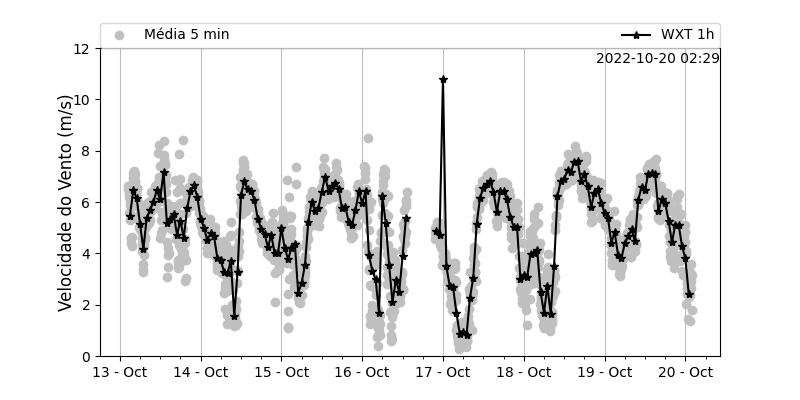 Média 5 min
WXT 1h
2022-10-20 02:29
Velocidade do Vento (m/s)
12
10
8
6
4
2
0
13 - Oct 14 - Oct 15 - Oct 16 - Oct 17 - Oct 18 - Oct 19 - Oct 20 - Oct